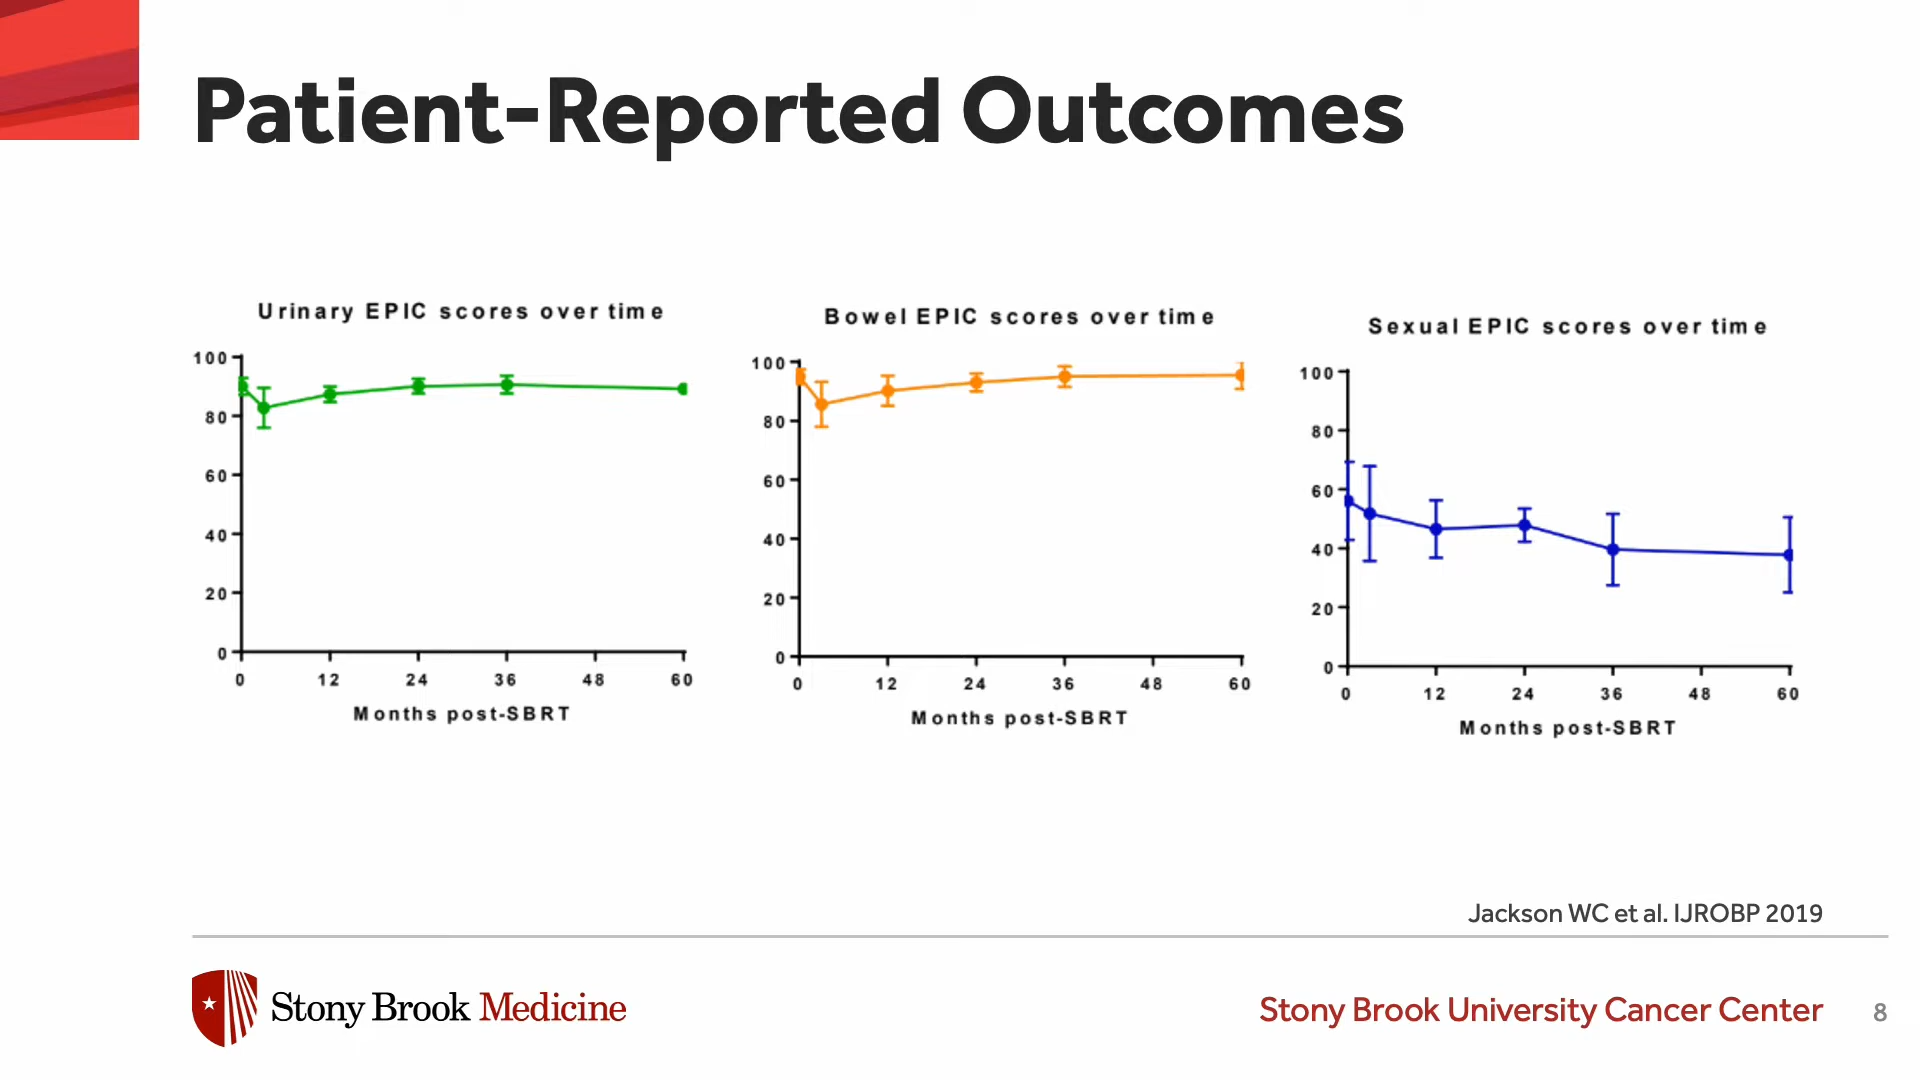 Patient-Reported Outcomes
Urinary EPIC scores over time
100
80
60
40
20
0
0 12 24 36 48 60
Months post-SBRT
Bowel EPIC scores over time
100
80
60
40
20
0
0 12 24 36 48 60
Months post-SBRT
Sexual EPIC scores over time
100
80
60
40
20
0
0 12 24 36 48 60
Months post-SBRT
Jackson WC et al. IJROBP 2019
Stony Brook Medicine
Stony Brook University Cancer Center
8